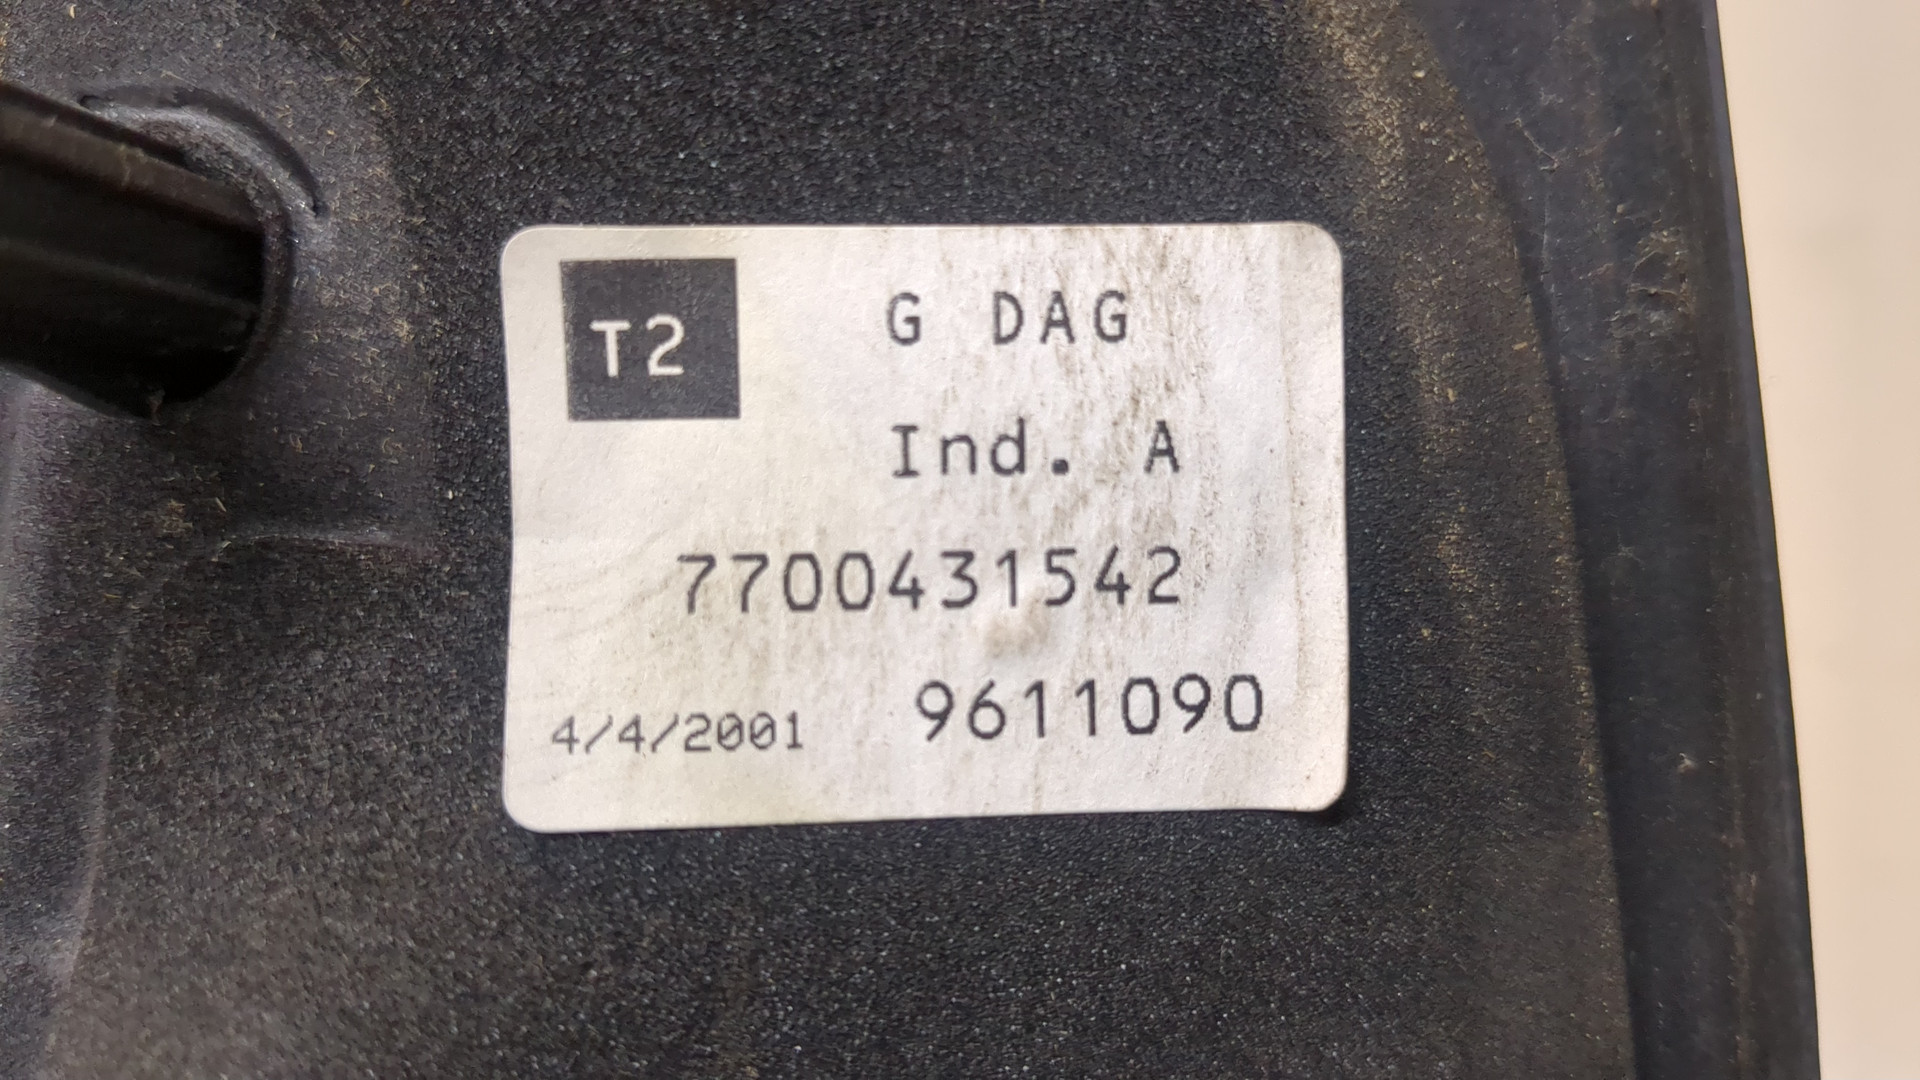 T2
G DAG
Ind. A
7700431542
4/4/2001 9611090